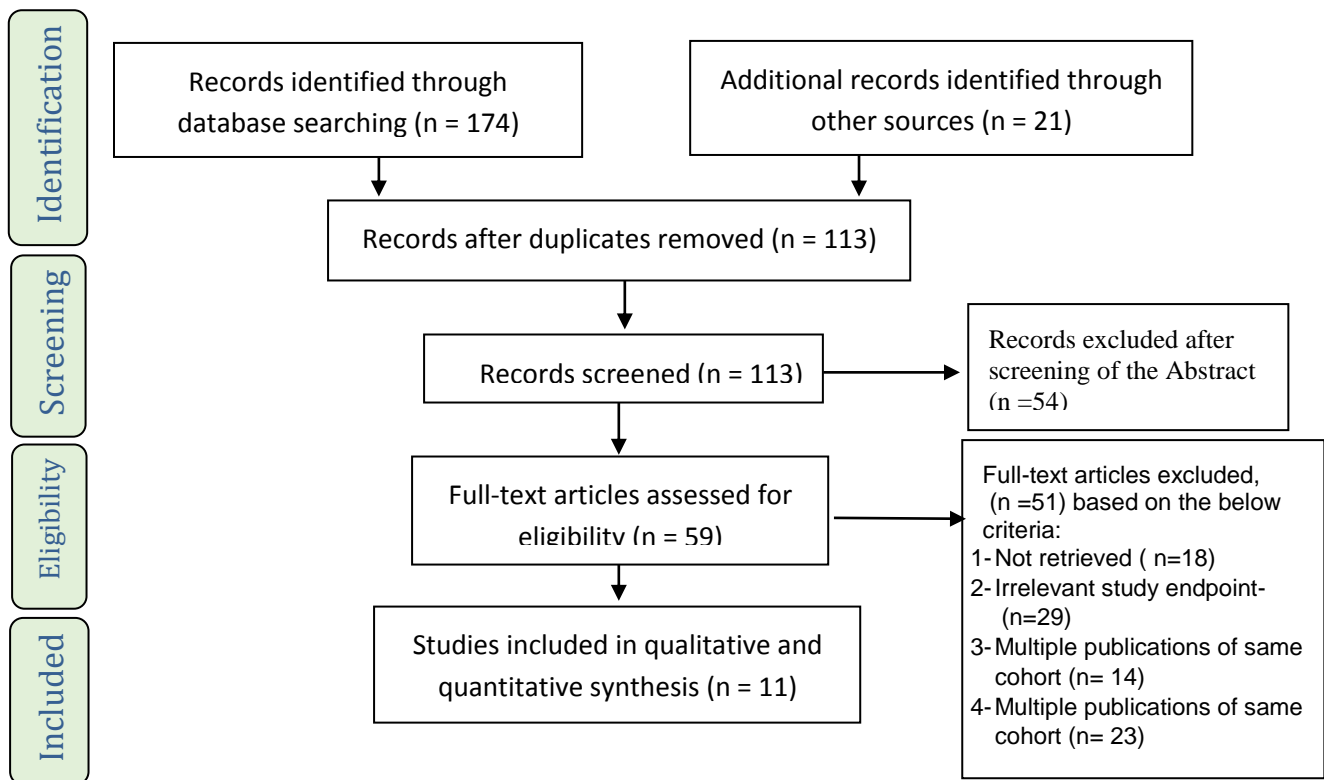 Identification
Records identified through
database searching (n = 174)
Additional records identified through
other sources (n = 21)
Records after duplicates removed (n = 113)
Screening
Records screened (n = 113)
Records excluded after
screening of the Abstract
(n =54)
Eligibility
Full-text articles assessed for
eligibility (n = 59)
Full-text articles excluded,
(n =51) based on the below
criteria:
1- Not retrieved ( n=18)
2- Irrelevant study endpoint-
(n=29)
3- Multiple publications of same
cohort (n= 14)
4- Multiple publications of same
cohort (n= 23)
Included
Studies included in qualitative and
quantitative synthesis (n = 11)